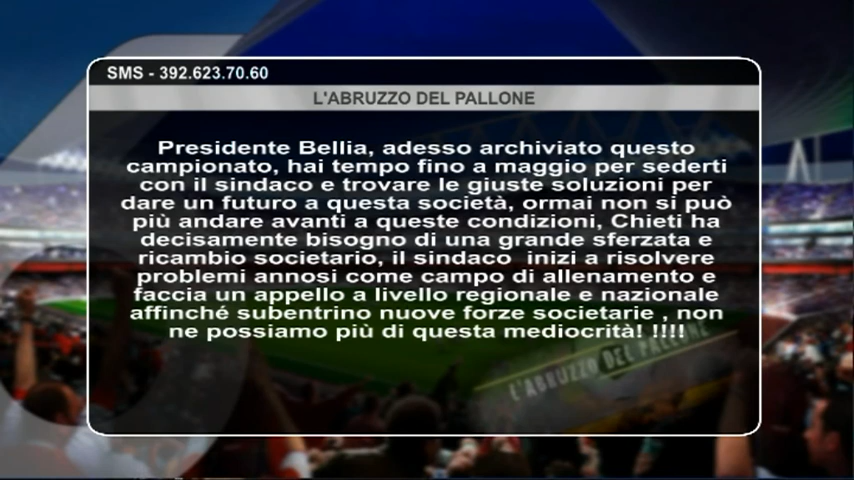 SMS - 392.623.70.60
L'ABRUZZO DEL PALLONE
Presidente Bellia, adesso archiviato questo
campionato, hai tempo fino a maggio per sederti
con il sindaco e trovare le giuste soluzioni per
dare un futuro a questa società, ormai non si può
più andare avanti a queste condizioni, Chieti ha
decisamente bisogno di una grande sferzata e
ricambio societario, il sindaco  inizi a risolvere
problemi annosi come campo di allenamento e
faccia un appello a livello regionale e nazionale
affinché subentrino nuove forze societarie , non
ne possiamo più di questa mediocrità! !!!!
L'ABRUZZO DEL PALLONE